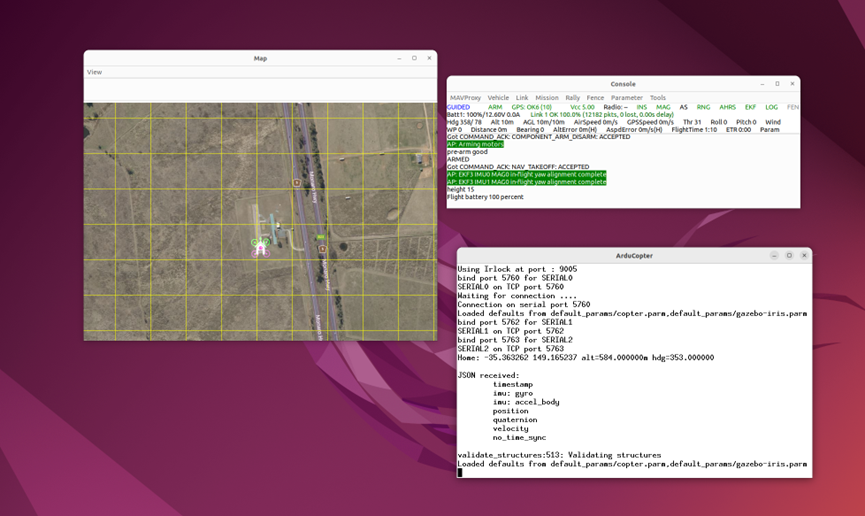 Map
View
Monaro Hwy
Monaro Hwy
Console
MAVProxy Vehicle Link Mission Rally Fence Parameter Tools
GUIDED ARM GPS: OK6 (10) Vcc 5.00 Radio: -- INS MAG AS RNG AHRS EKF LOG FEN
Batt1: 100%/12.60V 0.0A Link 1 OK 100.0% (12182 pkts, 0 lost, 0.00s delay)
Hdg 358/ 78 Alt 10m AGL 10m/10m AirSpeed 0m/s GPSSpeed 0m/s Thr 31 Roll 0 Pitch 0 Wind
WP 0 Distance 0m Bearing 0 AltError 0m(H) AspdError 0m/s(H) FlightTime 1:10 ETR 0:00 Param
Got COMMAND_ACK: COMPONENT_ARM_DISARM: ACCEPTED
AP: Arming motors
pre-arm good
ARMED
Got COMMAND_ACK: NAV_TAKEOFF: ACCEPTED
AP: EKF3 IMU0 MAG0 in-flight yaw alignment complete
AP: EKF3 IMU1 MAG0 in-flight yaw alignment complete
height 15
Flight battery 100 percent
ArduCopter
Using Irlock at port : 9005
bind port 5760 for SERIAL0
SERIAL0 on TCP port 5760
Waiting for connection ....
Connection on serial port 5760
Loaded defaults from default_params/copter.parm,default_params/gazebo-iris.parm
bind port 5762 for SERIAL1
SERIAL1 on TCP port 5762
bind port 5763 for SERIAL2
SERIAL2 on TCP port 5763
Home: -35.363262 149.165237 alt=584.000000m hdg=353.000000
JSON received:
timestamp
imu: gyro
imu: accel_body
position
quaternion
velocity
no_time_sync
validate_structures:513: Validating structures
Loaded defaults from default_params/copter.parm,default_params/gazebo-iris.parm